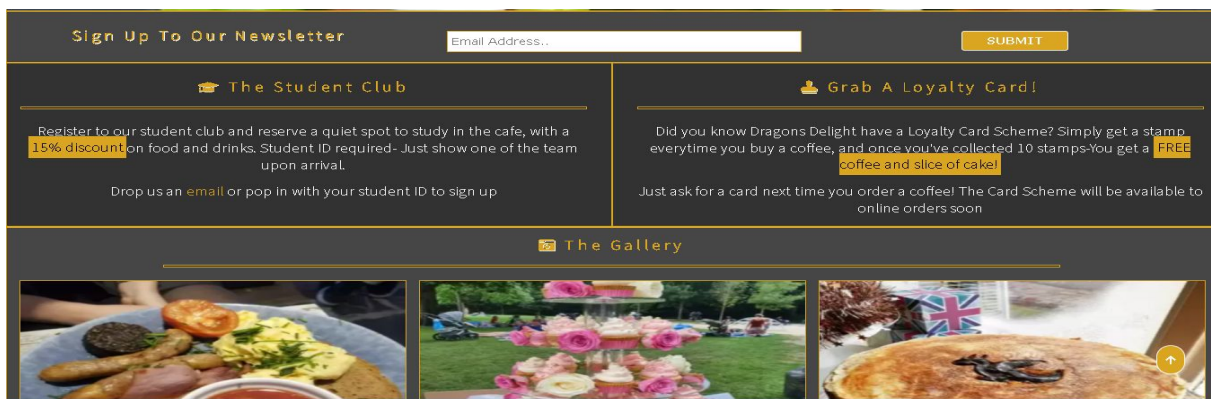 Sign Up To Our Newsletter
Email Address..
SUBMIT
The Student Club
Register to our student club and reserve a quiet spot to study in the cafe, with a
15% discount on food and drinks. Student ID required- Just show one of the team
upon arrival.
Drop us an email or pop in with your student ID to sign up
Grab A Loyalty Card!
Did you know Dragons Delight have a Loyalty Card Scheme? Simply get a stamp
everytime you buy a coffee, and once you've collected 10 stamps-You get a FREE
coffee and slice of cake!
Just ask for a card next time you order a coffee! The Card Scheme will be available to
online orders soon
The Gallery